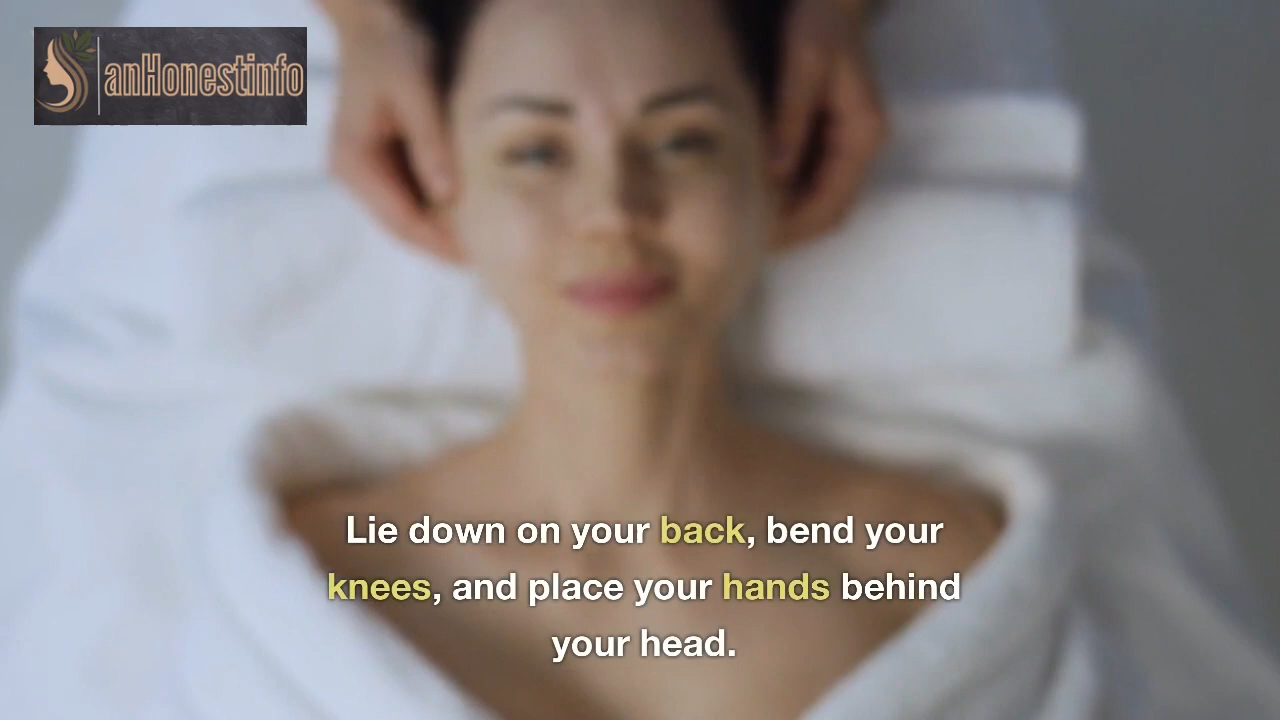 anHonestinfo
Lie down on your back, bend your
knees, and place your hands behind
your head.